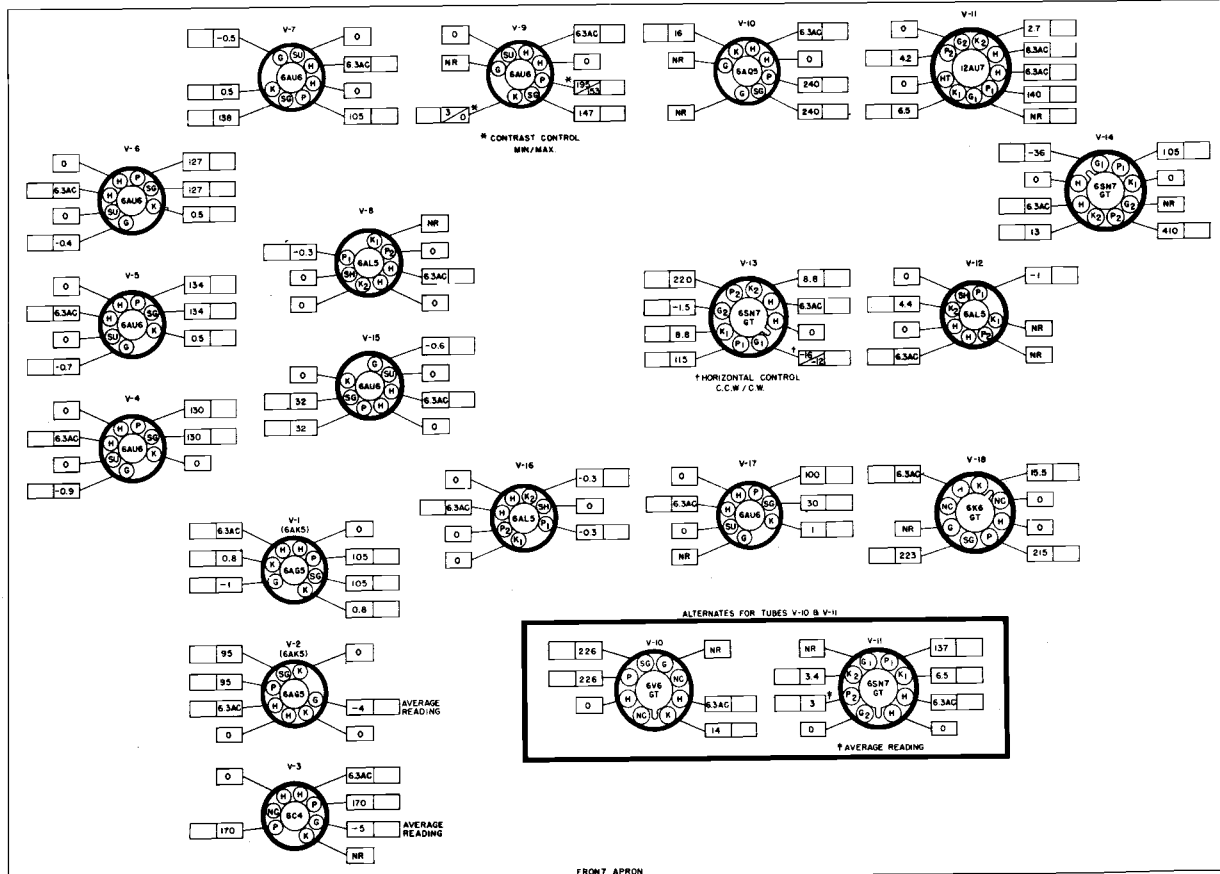 V-7
-0.5
0
G SU
H
6.3AC
6AU6
H
K
SG P
0.5
0
138
105
V-9
0
6.3AC
SU H
NR
G
H
0
6AU6
P
*
195/53
K SG
3/0 *
147
* CONTRAST CONTROL
MIN/MAX.
V-10
16
6.3AC
K H
NR
G
H
0
6AQ5
P
240
G SG
NR
240
V-11
0
2.7
G2 K2
P2
H
6.3AC
4.2
12AU7
H
6.3AC
0
HT
K1 G1 P1
140
6.5
NR
V-14
-36
105
G1 P1
0
H
K1
0
6SN7
GT
6.3AC
H
G2
NR
K2 P2
13
410
V-6
0
127
H P
6.3AC
H
SG
127
6AU6
0
SU
K
0.5
G
-0.4
V-8
NR
K1
-0.3
P1
P2
0
6AL5
0
SH
H
6.3AC
K2 H
0
0
V-5
0
134
H P
6.3AC
H
SG
134
6AU6
0
SU
K
0.5
G
-0.7
V-13
220
8.8
P2 K2
-1.5
G2
H
6.3AC
6SN7
GT
8.8
K1
H
0
P1 G1
115
†
-16/-12
† HORIZONTAL CONTROL
C.C.W / C.W.
V-12
0
-1
SH P1
4.4
K2
6AL5
K1
NR
0
H
H P2
6.3AC
NR
V-15
-0.6
G
0
K
SU
0
6AU6
32
SG
H
6.3AC
P H
32
0
V-4
0
130
H P
6.3AC
H
SG
130
6AU6
0
SU
K
0
G
-0.9
V-16
0
-0.3
H K2
6.3AC
H
SH
0
6AL5
0
P2
P1
-0.3
K1
0
V-17
0
100
H P
6.3AC
H
SG
30
6AU6
0
SU
K
1
G
NR
V-18
6.3AC
15.5
H K
NC
NC
0
6K6
GT
NR
G
H
0
SG P
223
215
V-1
(6AK5)
6.3AC
0
H H
0.8
K
P
105
6AG5
-1
G
SG
105
K
0.8
V-2
(6AK5)
95
0
SG K
95
P
6AG5
G
-4
AVERAGE
READING
6.3AC
H
H K
0
0
V-3
0
6.3AC
H H
NC
P
170
6C4
170
P
G
-5
AVERAGE
READING
K
NR
ALTERNATES FOR TUBES V-10 & V-11
V-10
226
NR
SG G
226
P
NC
6V6
GT
0
H
H
6.3AC
NC K
14
V-11
NR
137
G1 P1
3.4
K2
K1
6.5
6SN7
GT
3 †
P2
H
6.3AC
G2 H
0
0
† AVERAGE READING
FRONT APRON